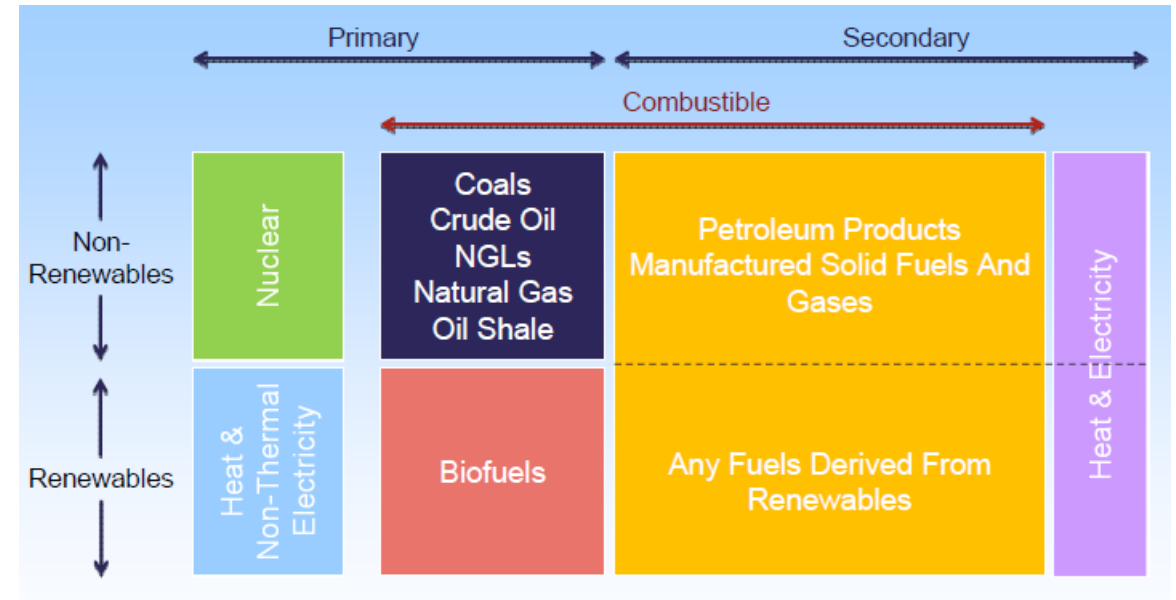 Primary
Secondary
Combustible
Non-
Renewables
Nuclear
Coals
Crude Oil
NGLs
Natural Gas
Oil Shale
Petroleum Products
Manufactured Solid Fuels And
Gases
Heat & Electricity
Renewables
Heat &
Non-Thermal
Electricity
Biofuels
Any Fuels Derived From
Renewables